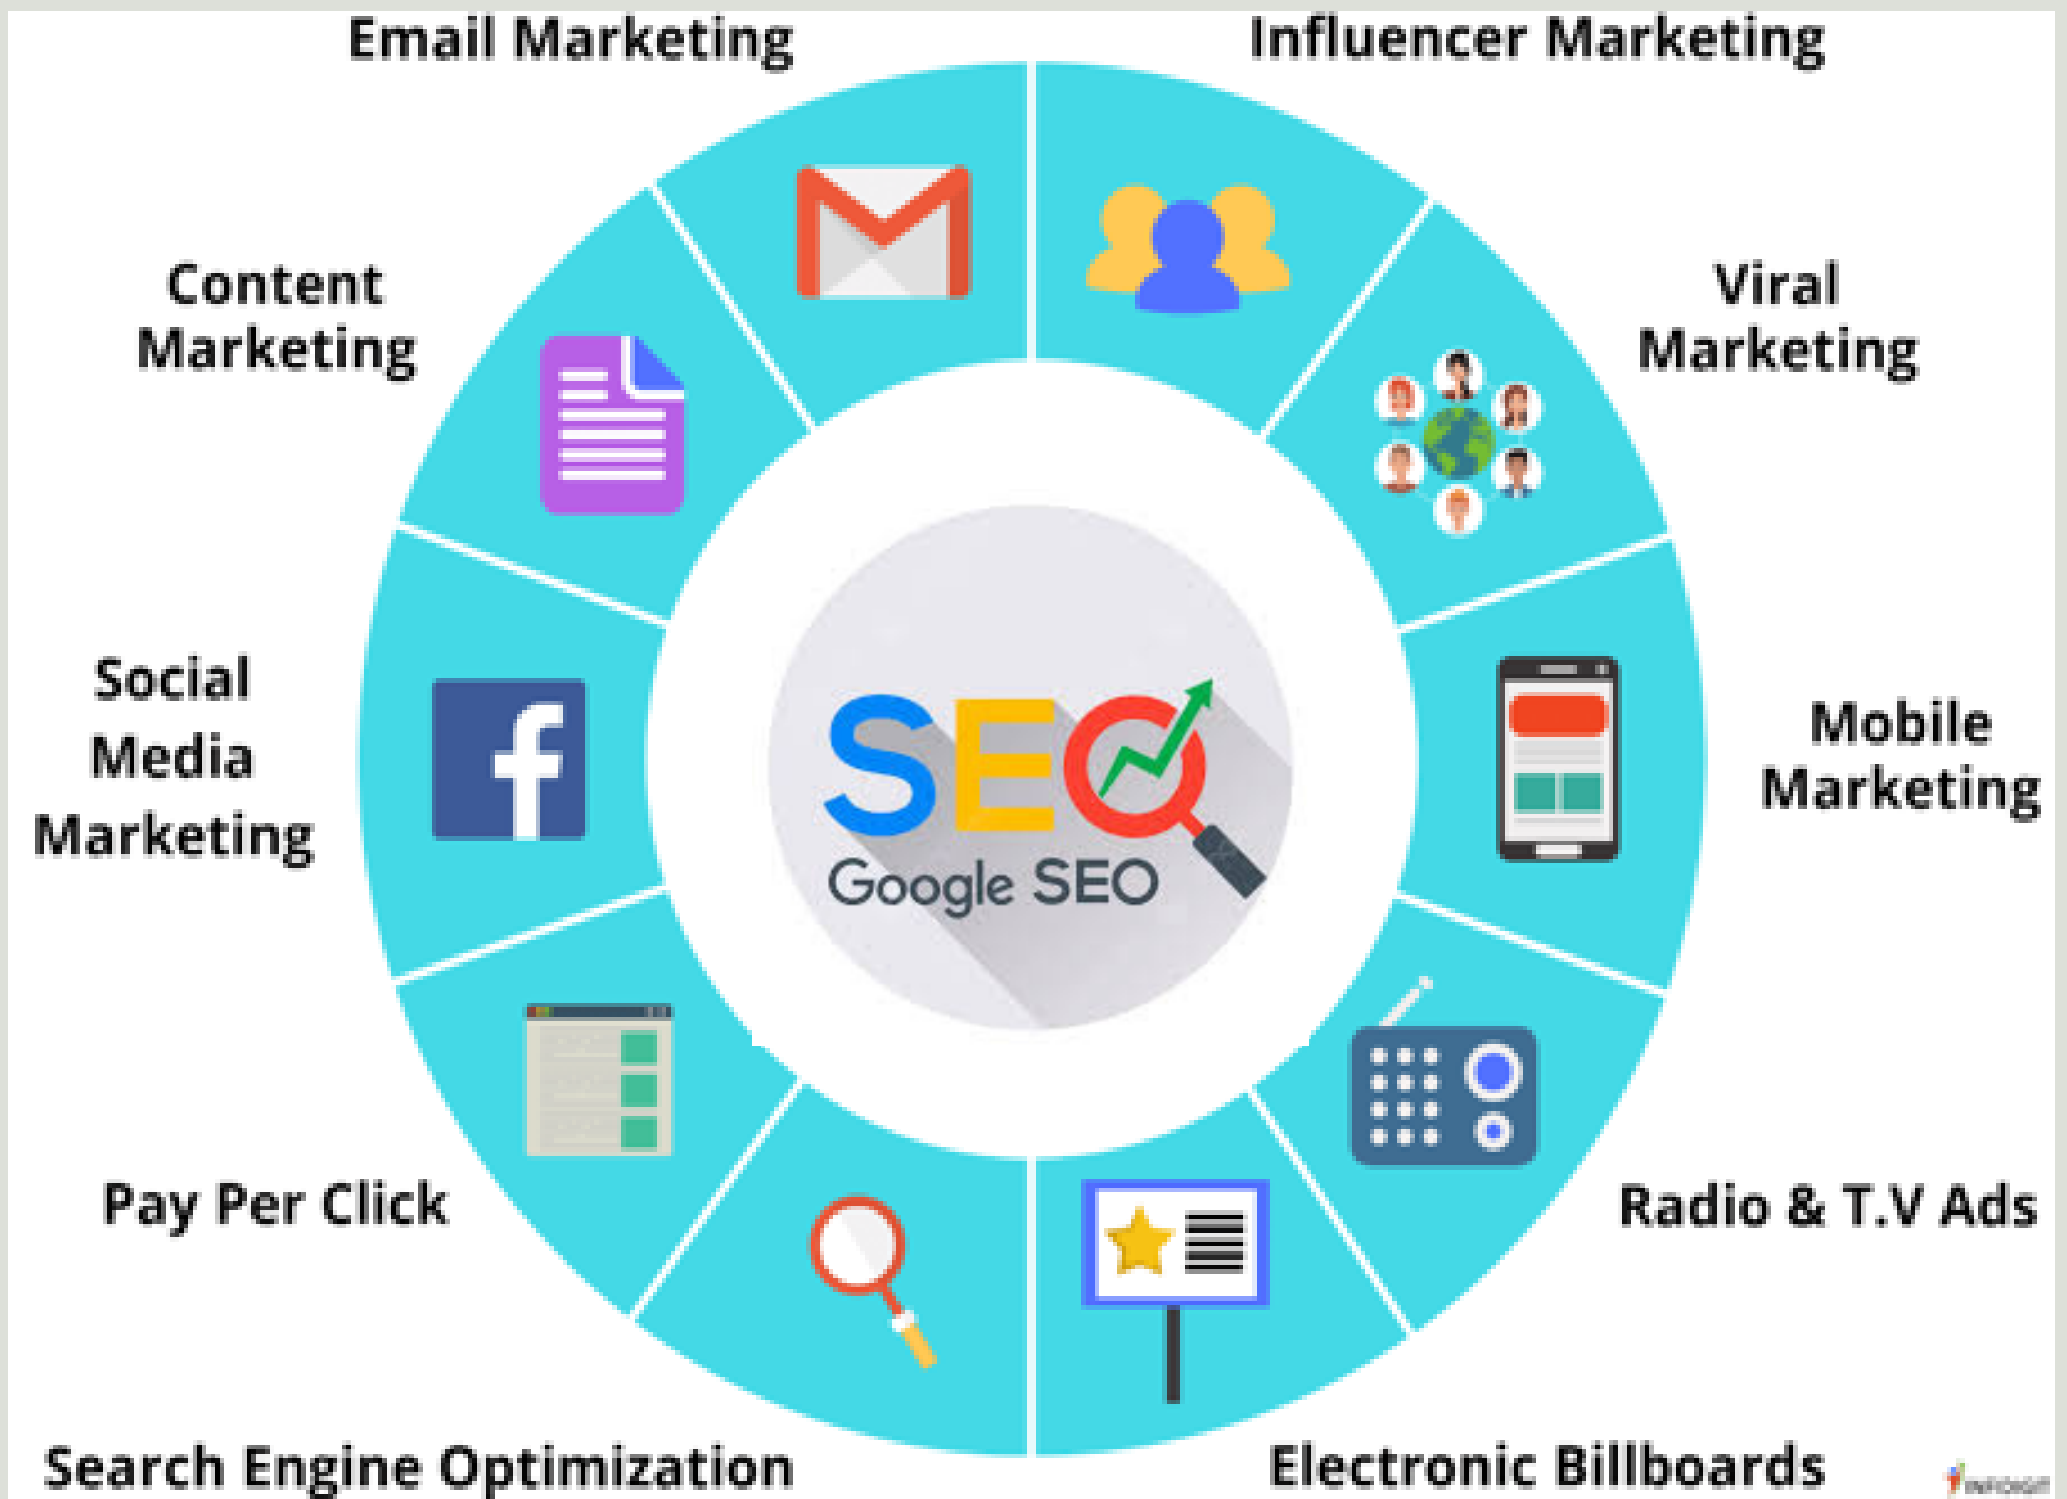 Email Marketing
Influencer Marketing
Content
Marketing
Viral
Marketing
Social
Media
Marketing
SEO
Google SEO
Mobile
Marketing
Pay Per Click
Radio & T.V Ads
Search Engine Optimization
Electronic Billboards